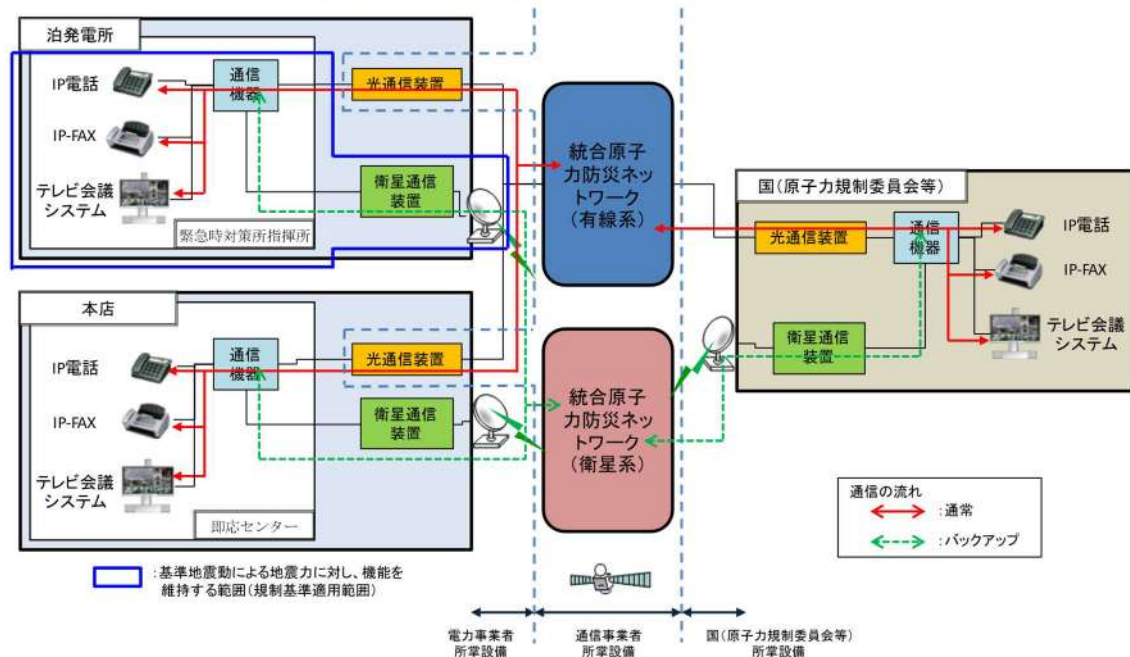 泊発電所
IP電話
IP-FAX
テレビ会議
システム
通信
機器
光通信装置
衛星通信
装置
緊急時対策所指揮所
本店
IP電話
IP-FAX
テレビ会議
システム
通信
機器
光通信装置
衛星通信
装置
即応センター
統合原子
力防災ネッ
トワーク
(有線系)
統合原子
力防災ネッ
トワーク
(衛星系)
国(原子力規制委員会等)
光通信装置
通信
機器
衛星通信
装置
IP電話
IP-FAX
テレビ会議
システム
通信の流れ
:通常
:バックアップ
:基準地震動による地震力に対し、機能を
維持する範囲(規制基準適用範囲)
電力事業者
所掌設備
通信事業者
所掌設備
国(原子力規制委員会等)
所掌設備